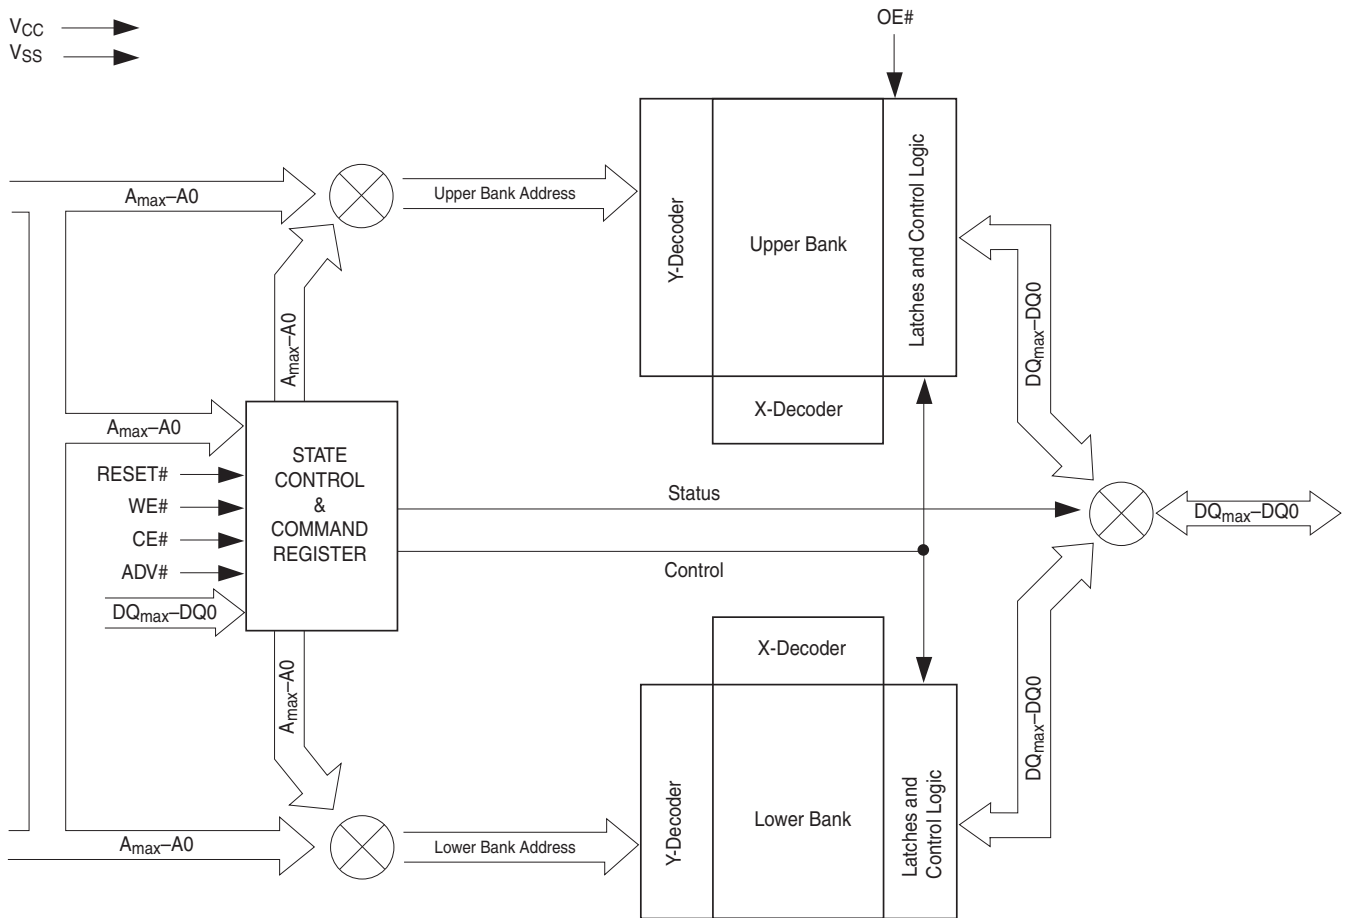 VCC
VSS
OE#
Amax–A0
Upper Bank Address
Y-Decoder
Upper Bank
Latches and Control Logic
X-Decoder
DQmax–DQ0
Amax–A0
Amax–A0
RESET#
WE#
CE#
ADV#
DQmax–DQ0
STATE
CONTROL
&
COMMAND
REGISTER
Status
Control
DQmax–DQ0
Amax–A0
X-Decoder
Y-Decoder
Lower Bank
Latches and
Control Logic
DQmax–DQ0
Amax–A0
Lower Bank Address